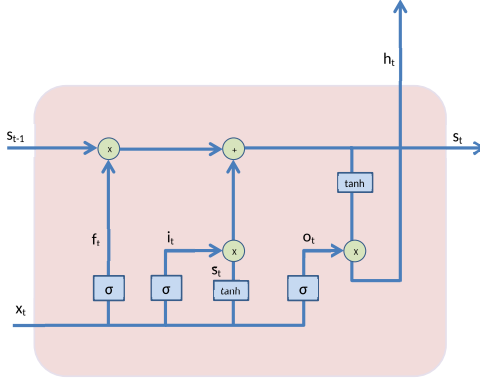 hₜ
sₜ₋₁
x
+
sₜ
tanh
fₜ
iₜ
oₜ
x
x
sₜ
σ
σ
tanh
σ
xₜ